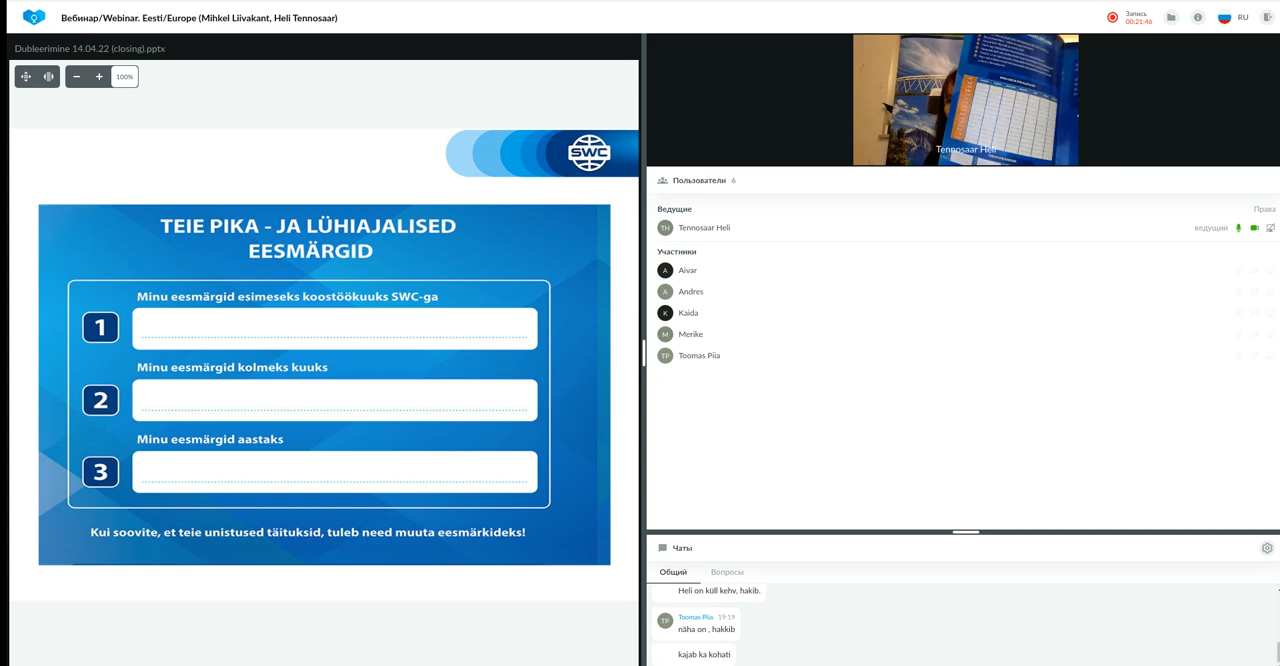 Вебинар/Webinar. Eesti/Europe (Mihkel Liivakant, Heli Tennosaar)
Запись
00:21:46
RU
Dubleerimine 14.04.22 (closing).pptx
100%
SWC
TEIE PIKA - JA LÜHIAJALISED
EESMÄRGID
Minu eesmärgid esimeseks koostöökuuks SWC-ga
1
Minu eesmärgid kolmeks kuuks
2
Minu eesmärgid aastaks
3
Kui soovite, et teie unistused täituksid, tuleb need muuta eesmärkideks!
Tennosaar Heli
Пользователи 6
Ведущие
Права
TH Tennosaar Heli
ведущий
Участники
A Aivar
A Andres
K Kaida
M Merike
TP Toomas Piia
Чаты
Общий Вопросы
Heli on küll kehv, hakib.
TP Toomas Piia 19:19
näha on , hakkib
kajab ka kohati